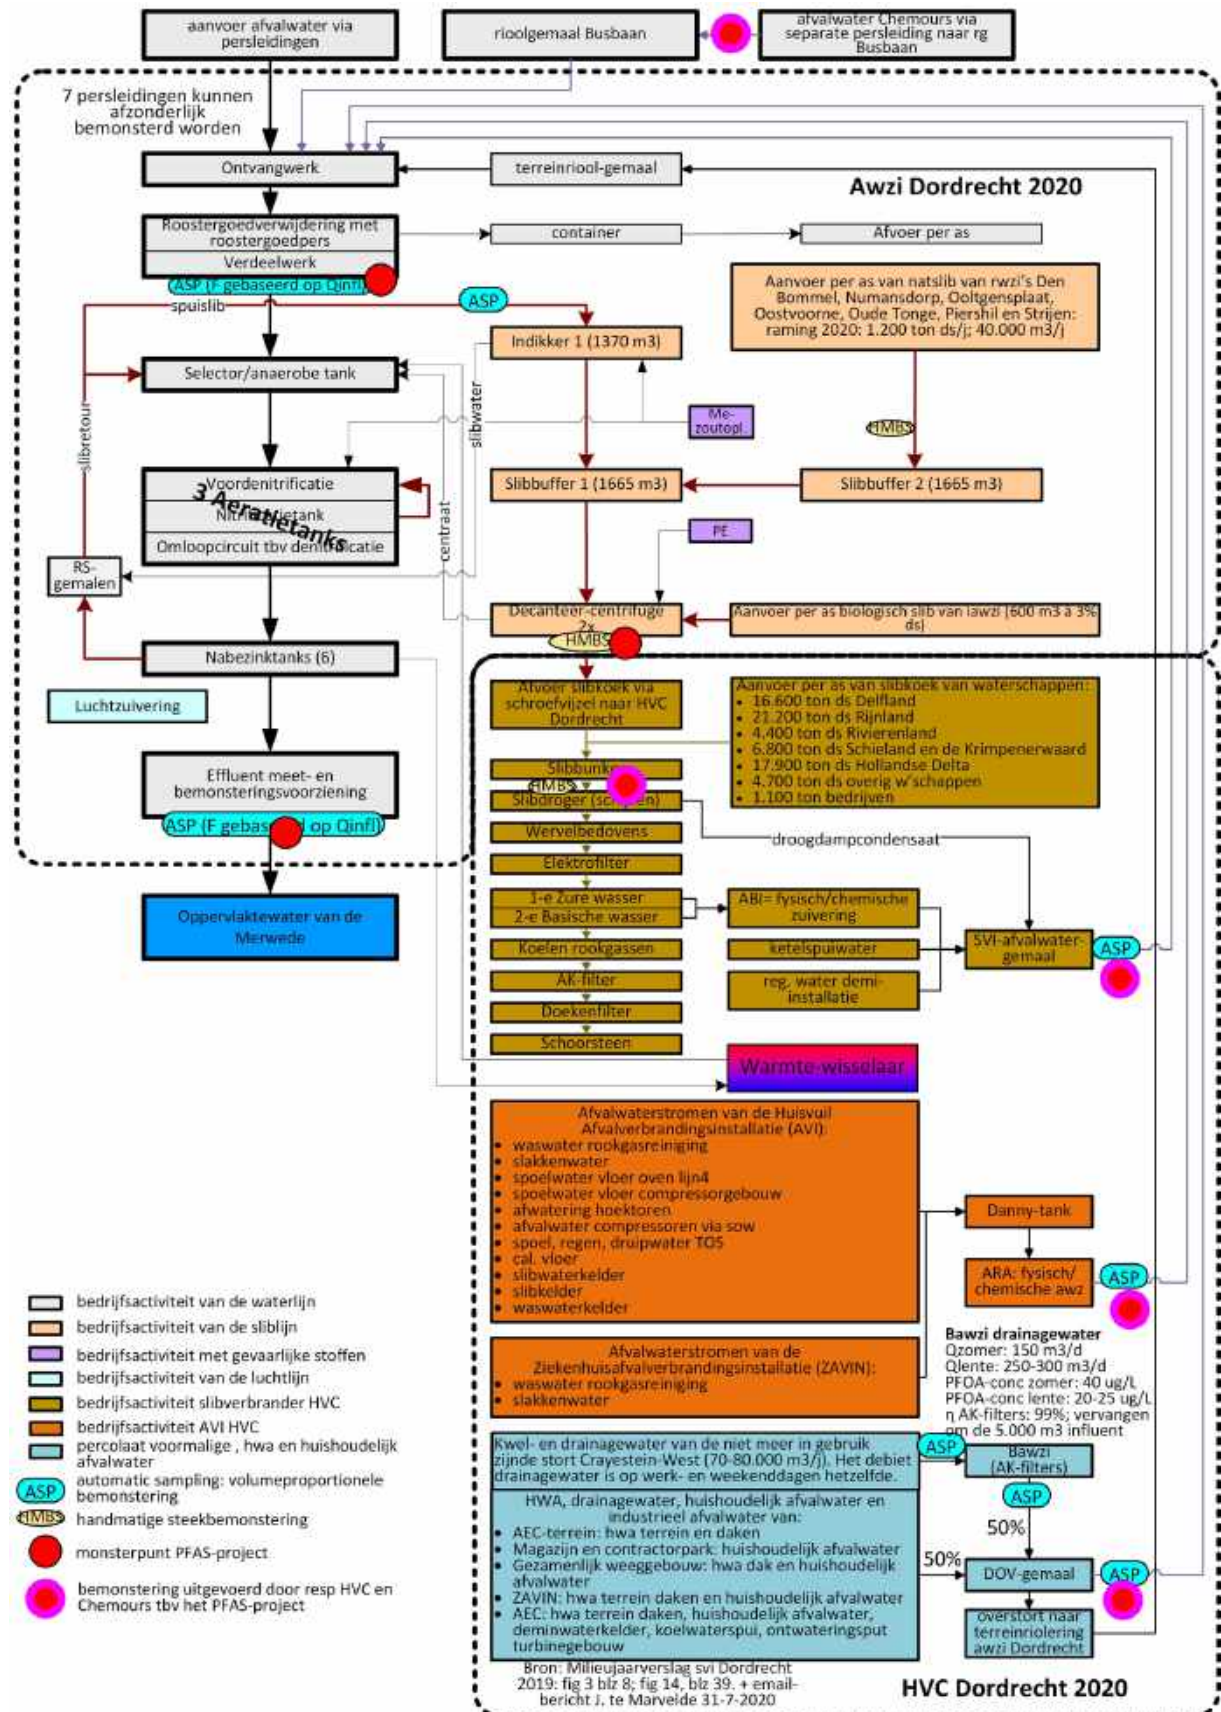 aanvoer afvalwater via
persleidingen
rioolgemaal Busbaan
afvalwater Chemours via
separate persleiding naar rg
Busbaan
7 persleidingen kunnen
afzonderlijk
bemonsterd worden
Ontvangwerk
terreinriool-gemaal
Awzi Dordrecht 2020
Roostergoedverwijdering met
roostergoedpers
Verdeelwerk
container
Afvoer per as
ASP (F gebaseerd op Qinfl)
spuislib
ASP
Aanvoer per as van natslib van rwzi's Den
Bommel, Numansdorp, Ooltgensplaat,
Oostvoorne, Oude Tonge, Piershil en Strijen:
raming 2020: 1.200 ton ds/j; 40.000 m3/j
Indikker 1 (1370 m3)
Selector/anaerobe tank
slibwater
slibretour
Me-
zoutopl.
HMBS
Voordenitrificatie
3 Aeratietanks
Omloopcircuit tbv denitrificatie
Slibbuffer 1 (1665 m3)
Slibbuffer 2 (1665 m3)
PE
centraat
RS-
gemalen
Decanteer-centrifuge
2x
HMBS
Aanvoer per as biologisch slib van iawzi (600 m3 à 3%
ds)
Nabezinktanks (6)
Luchtzuivering
Afvoer slibkoek via
schroefvijzel naar HVC
Dordrecht
Aanvoer per as van slibkoek van waterschappen:
• 16.600 ton ds Delfland
• 21.200 ton ds Rijnland
• 4.400 ton ds Rivierenland
• 6.800 ton ds Schieland en de Krimpenerwaard
• 17.900 ton ds Hollandse Delta
• 4.700 ton ds overig w'schappen
• 1.100 ton bedrijven
Effluent meet- en
bemonsteringsvoorziening
ASP (F gebaseerd op Qinfl)
Slibbunker
HMBS
Slibdroger (schijven)
Wervelbedovens
droogdampcondensaat
Elektrofilter
1-e Zure wasser
2-e Basische wasser
ABI= fysisch/chemische
zuivering
Oppervlaktewater van de
Merwede
Koelen rookgassen
ketelspuiwater
SVI-afvalwater-
gemaal
ASP
AK-filter
reg. water demi-
installatie
Doekenfilter
Schoorsteen
Warmte-wisselaar
Afvalwaterstromen van de Huisvuil
Afvalverbrandingsinstallatie (AVI):
• waswater rookgasreiniging
• slakkenwater
• spoelwater vloer oven lijn4
• spoelwater vloer compressorgebouw
• afwatering hoektoren
• afvalwater compressoren via sow
• spoel, regen, druipwater TO5
• cal. vloer
• slibwaterkelder
• slibkelder
• waswaterkelder
Danny-tank
ARA: fysisch/
chemische awz
ASP
Afvalwaterstromen van de
Ziekenhuisafvalverbrandingsinstallatie (ZAVIN):
• waswater rookgasreiniging
• slakkenwater
Bawzi drainagewater
Qzomer: 150 m3/d
Qlente: 250-300 m3/d
PFOA-conc zomer: 40 ug/L
PFOA-conc lente: 20-25 ug/L
η AK-filters: 99%; vervangen
om de 5.000 m3 influent
Kwel- en drainagewater van de niet meer in gebruik
zijnde stort Crayestein-West (70-80.000 m3/j). Het debiet
drainagewater is op werk- en weekenddagen hetzelfde.
ASP
Bawzi
(AK-filters)
ASP
50%
HWA, drainagewater, huishoudelijk afvalwater en
industrieel afvalwater van:
• AEC-terrein: hwa terrein en daken
• Magazijn en contractorpark: huishoudelijk afvalwater
• Gezamenlijk weeggebouw: hwa dak en huishoudelijk
afvalwater
• ZAVIN: hwa terrein daken en huishoudelijk afvalwater
• AEC: hwa terrein daken, huishoudelijk afvalwater,
deminwaterkelder, koelwaterspui, ontwateringsput
turbinegebouw
50%
DOV-gemaal
ASP
overstort naar
terreinriolering
awzi Dordrecht
Bron: Milieujaarverslag svi Dordrecht
2019: fig 3 blz 8; fig 14, blz 39. + email-
bericht J. te Marvelde 31-7-2020
HVC Dordrecht 2020
bedrijfsactiviteit van de waterlijn
bedrijfsactiviteit van de sliblijn
bedrijfsactiviteit met gevaarlijke stoffen
bedrijfsactiviteit van de luchtlijn
bedrijfsactiviteit slibverbrander HVC
bedrijfsactiviteit AVI HVC
percolaat voormalige , hwa en huishoudelijk
afvalwater
ASP
automatic sampling: volumeproportionele
bemonstering
HMBS
handmatige steekbemonstering
monsterpunt PFAS-project
bemonstering uitgevoerd door resp HVC en
Chemours tbv het PFAS-project